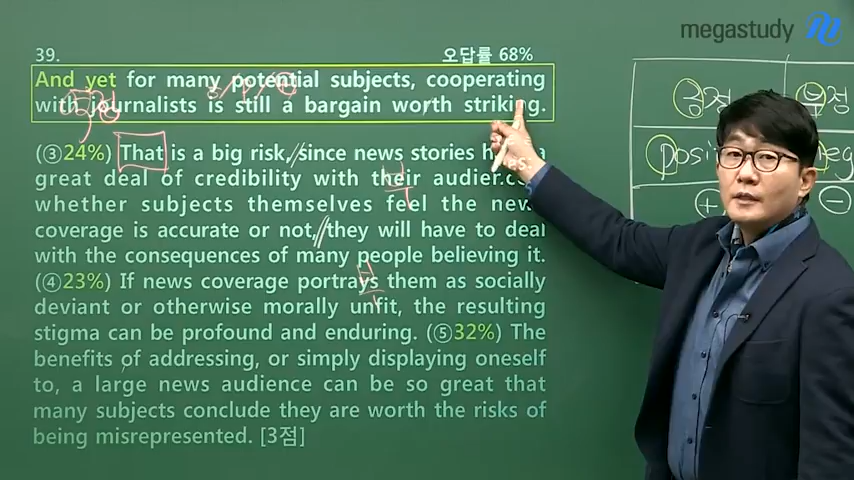 megastudy
39.
오답률 68%
And yet for many potential subjects, cooperating
with journalists is still a bargain worth striking.
(③24%) That is a big risk, since news stories a
great deal of credibility with their
whether subjects themselves feel the
coverage is accurate or not, they will have to deal
with the consequences of many people believing it.
(④23%) If news coverage portrays them as socially
deviant or otherwise morally unfit, the resulting
stigma can be profound and enduring. (⑤32%) The
benefits of addressing, or simply displaying oneself
to, a large news audience can be so great that
many subjects conclude they are worth the risks of
being misrepresented. [3점]
긍정
정
posi
neg
+
−